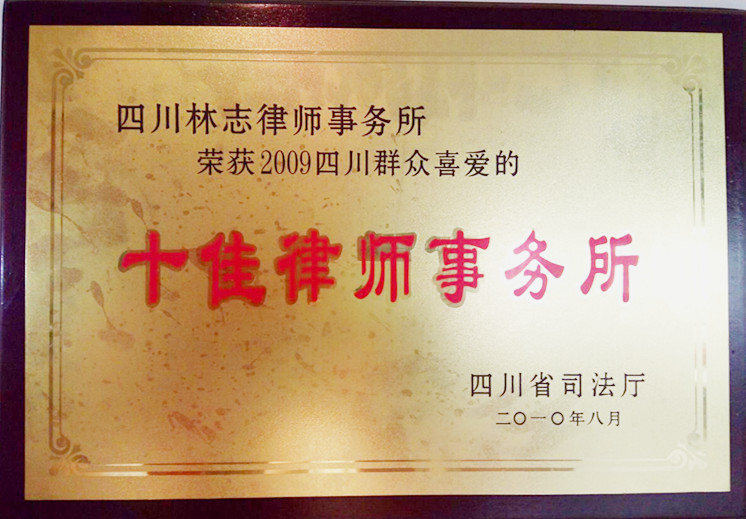 四川林志律师事务所
荣获2009四川群众喜爱的
十佳律师事务所
四川省司法厅
二〇一〇年八月